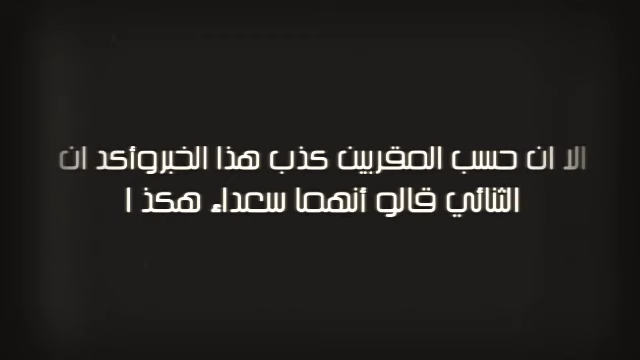 الا ان حسب المقربين كذب هذا الخبروأكد ان
الثنائي قالو أنهما سعداء هكذ ا